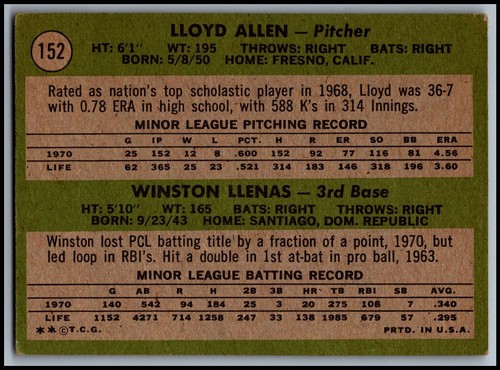 152
LLOYD ALLEN — Pitcher
HT: 6'1" WT: 195 THROWS: RIGHT BATS: RIGHT
BORN: 5/8/50 HOME: FRESNO, CALIF.
Rated as nation's top scholastic player in 1968, Lloyd was 36-7
with 0.78 ERA in high school, with 588 K's in 314 Innings.
MINOR LEAGUE PITCHING RECORD
G IP W L PCT. H R ER SO BB ERA
1970 25 152 12 8 .600 152 92 77 116 81 4.56
LIFE 62 365 25 23 .521 314 183 146 318 196 3.60
WINSTON LLENAS — 3rd Base
HT: 5'10" WT: 165 BATS: RIGHT THROWS: RIGHT
BORN: 9/23/43 HOME: SANTIAGO, DOM. REPUBLIC
Winston lost PCL batting title by a fraction of a point, 1970, but
led loop in RBI's. Hit a double in 1st at-bat in pro ball, 1963.
MINOR LEAGUE BATTING RECORD
G AB R H 2B 3B HR TB RBI SB AVG.
1970 140 542 94 184 25 3 20 275 108 7 .340
LIFE 1152 4271 714 1258 247 33 138 1985 679 57 .295
** ©T.C.G. PRTD. IN U.S.A.